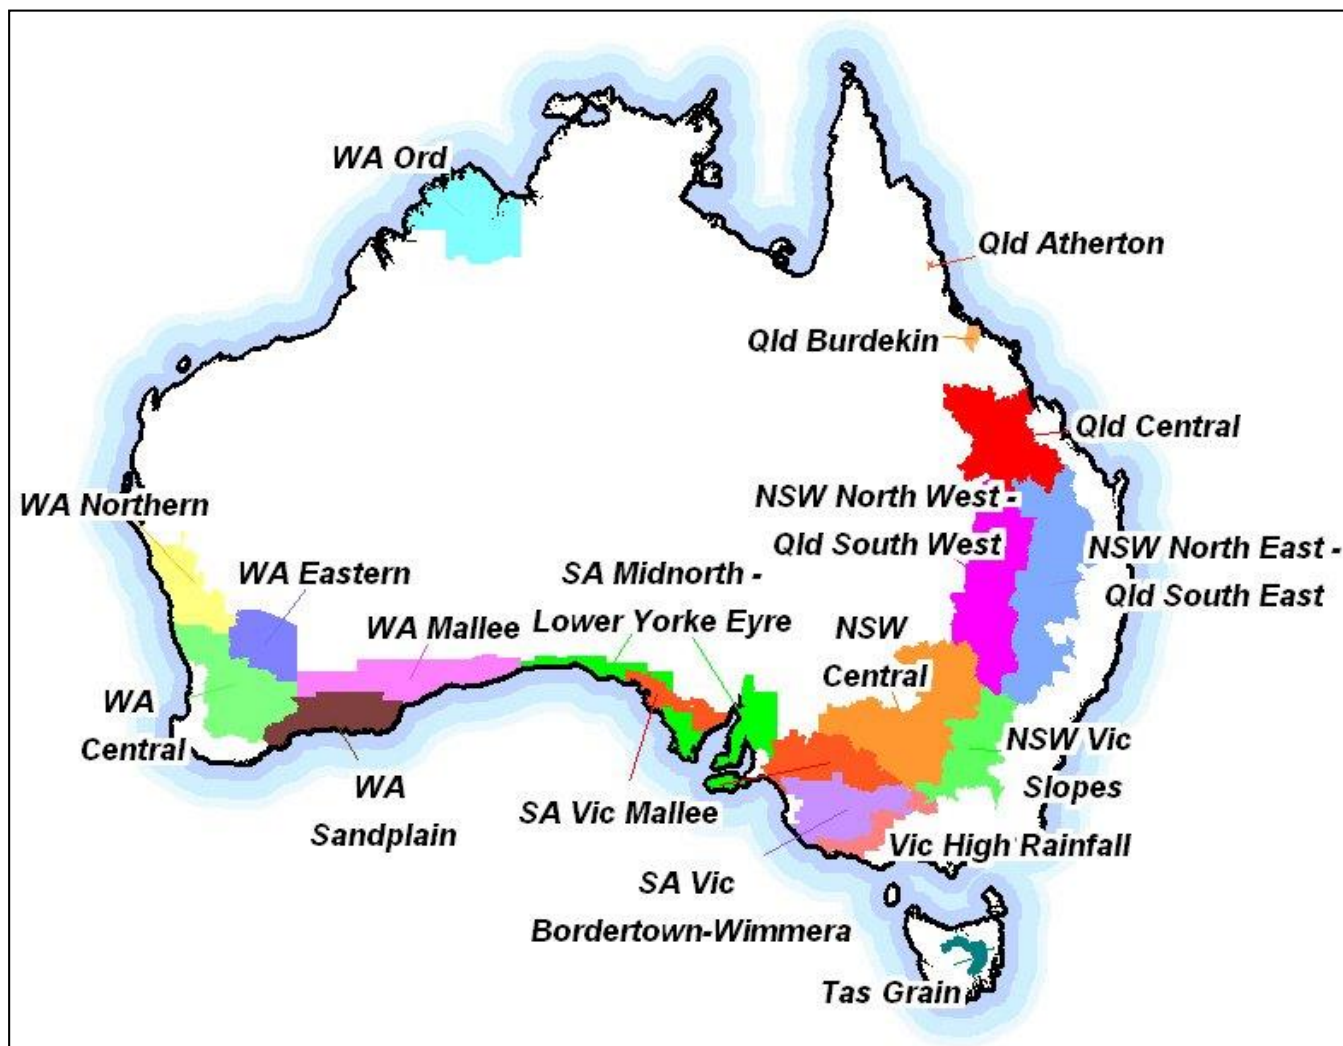 WA Ord
Qld Atherton
Qld Burdekin
Qld Central
WA Northern
NSW North West -
Qld South West
NSW North East -
Qld South East
WA Eastern
SA Midnorth -
Lower Yorke Eyre
WA Mallee
NSW
Central
WA
Central
NSW Vic
Slopes
WA
Sandplain
SA Vic Mallee
Vic High Rainfall
SA Vic
Bordertown-Wimmera
Tas Grain